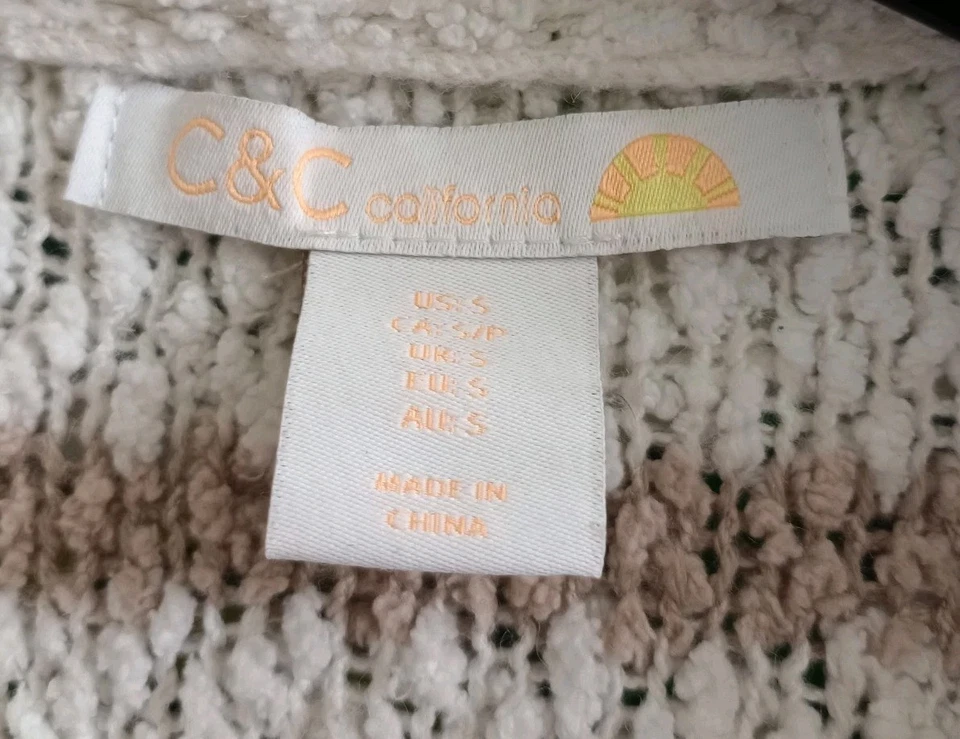 C&C california
US: S
CA: S/P
UK: S
EU: S
AU: S
MADE IN
CHINA